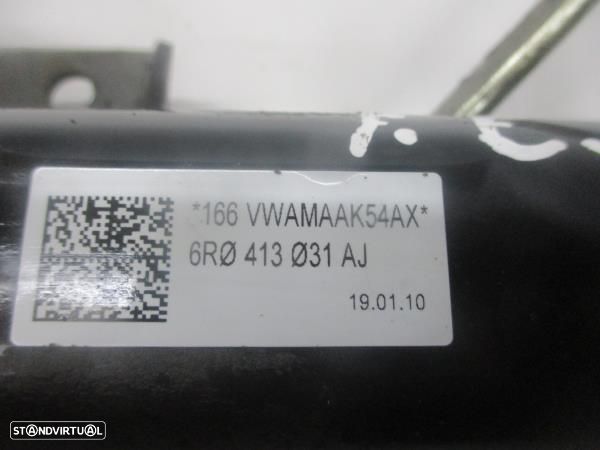 F. E
*166 VWAMAAK54AX*
6RØ 413 Ø31 AJ
19.01.10
STANDVIRTUAL